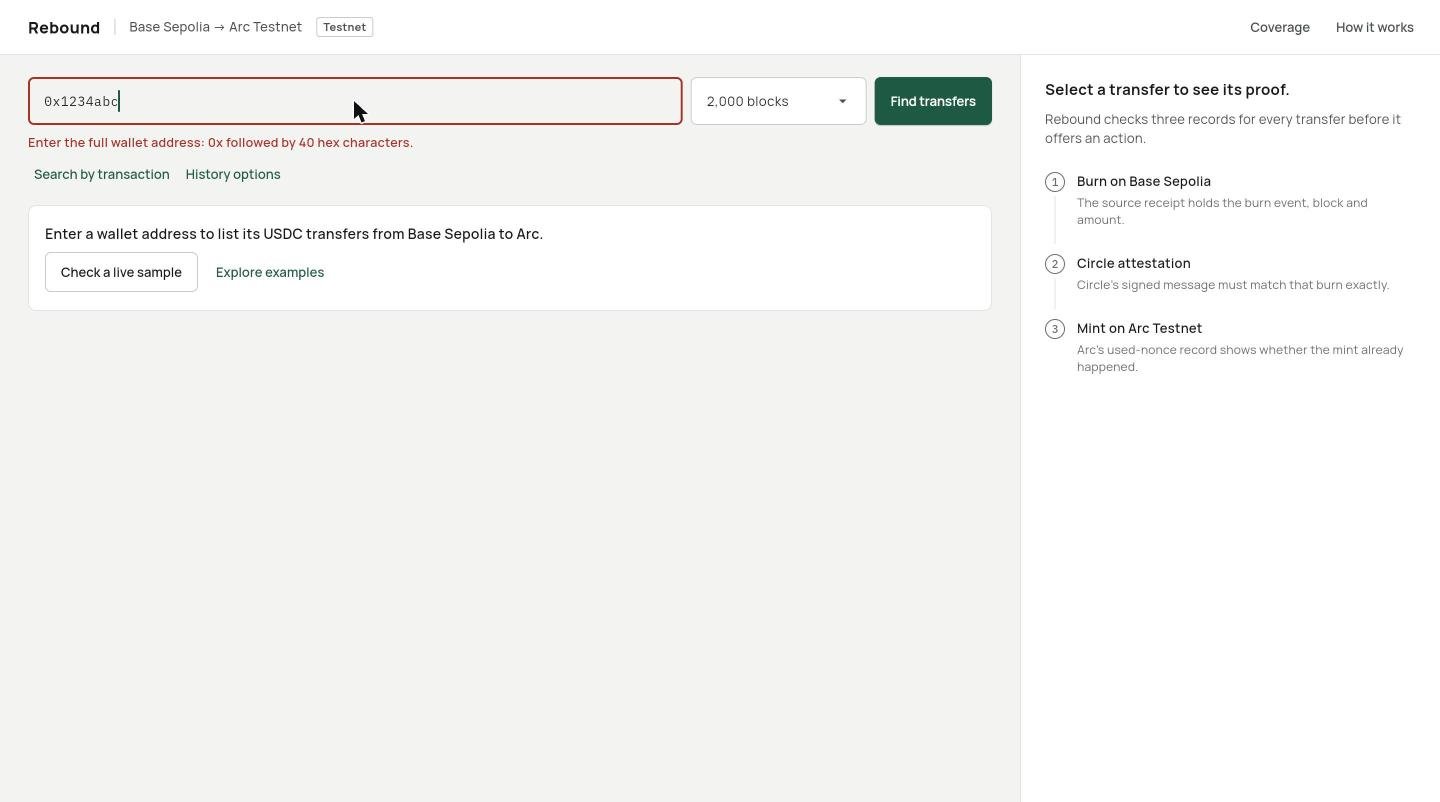 Rebound
Base Sepolia → Arc Testnet
Testnet
Coverage
How it works
0x1234abc
2,000 blocks
Find transfers
Enter the full wallet address: 0x followed by 40 hex characters.
Search by transaction
History options
Enter a wallet address to list its USDC transfers from Base Sepolia to Arc.
Check a live sample
Explore examples
Select a transfer to see its proof.
Rebound checks three records for every transfer before it
offers an action.
1
Burn on Base Sepolia
The source receipt holds the burn event, block and
amount.
2
Circle attestation
Circle's signed message must match that burn exactly.
3
Mint on Arc Testnet
Arc's used-nonce record shows whether the mint already
happened.